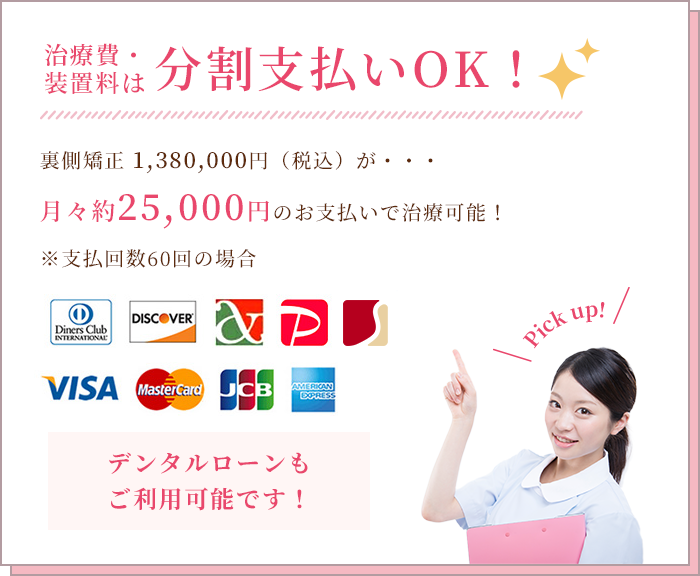 治療費・
装置料は
分割支払いOK！
裏側矯正 1,380,000円（税込）が・・・
月々約25,000円のお支払いで治療可能！
※支払回数60回の場合
Diners Club
INTERNATIONAL
DISCOVER
VISA
MasterCard
JCB
AMERICAN
EXPRESS
Pick up!
デンタルローンも
ご利用可能です！